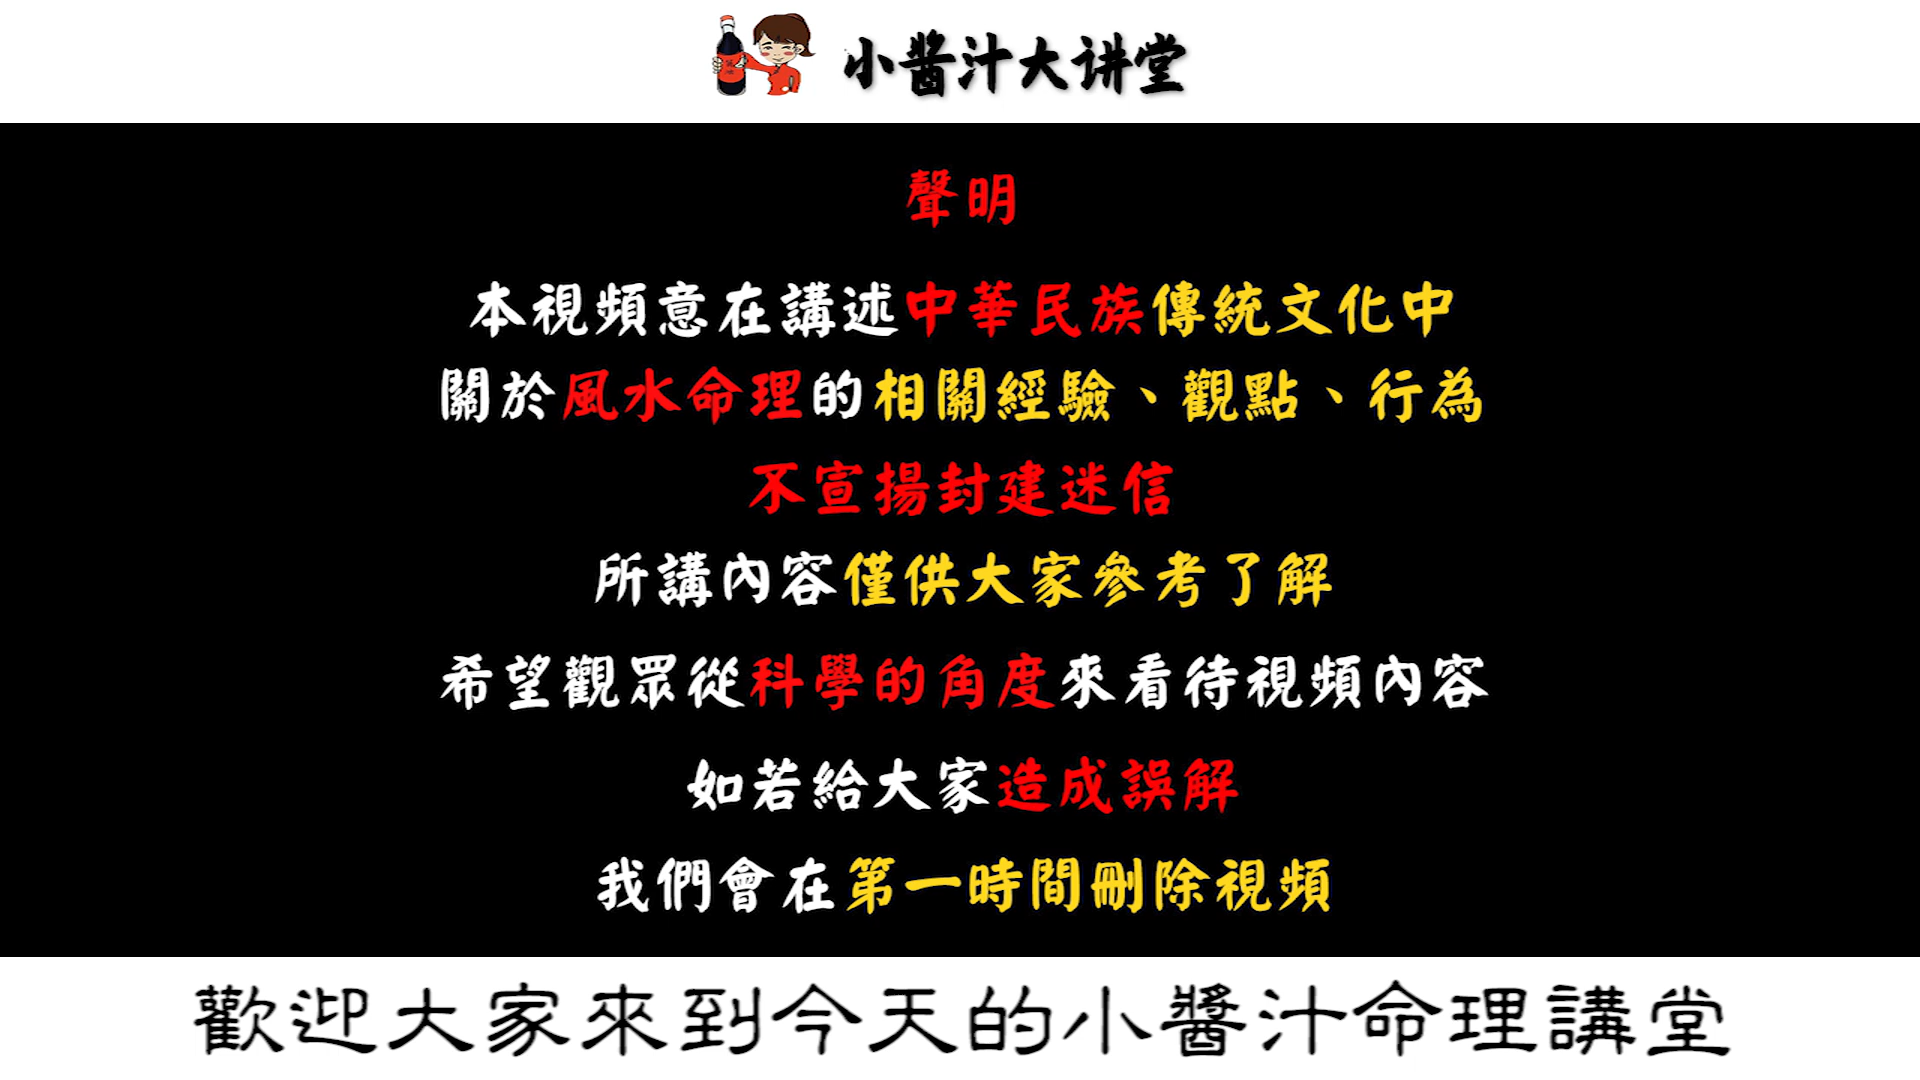 小酱汁大讲堂
聲明
本視頻意在講述中華民族傳統文化中
關於風水命理的相關經驗、觀點、行為
不宣揚封建迷信
所講內容僅供大家參考了解
希望觀眾從科學的角度來看待視頻內容
如若給大家造成誤解
我們會在第一時間刪除視頻
歡迎大家來到今天的小醬汁命理講堂